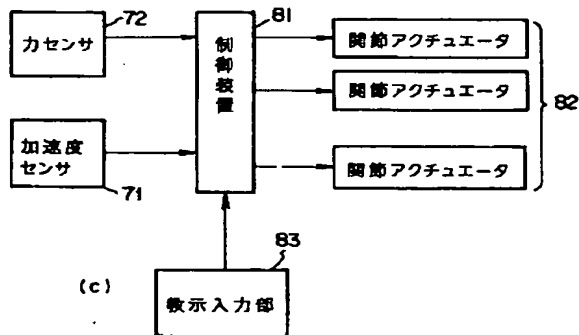 72
力センサ
81
制御装置
関節アクチュエータ
関節アクチュエータ
82
加速度
センサ
71
関節アクチュエータ
83
(c)
教示入力部